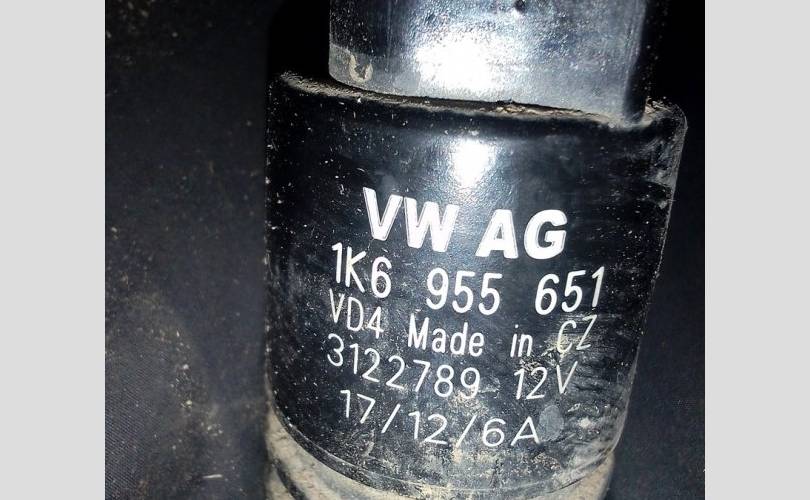 VW AG
1K6 955 651
VD4 Made in CZ
3122789 12V
17/12/6A